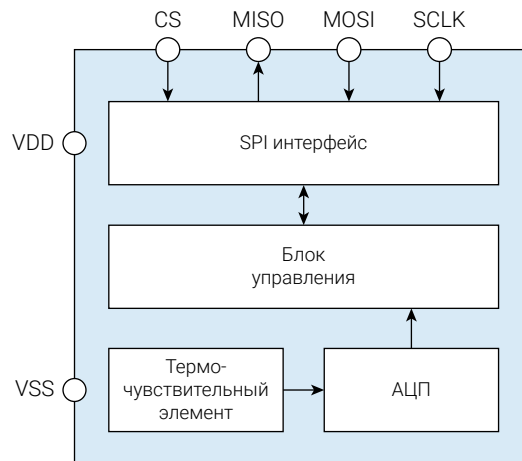 CS MISO MOSI SCLK
VDD
SPI интерфейс
Блок
управления
VSS
Термо-
чувствительный
элемент
АЦП